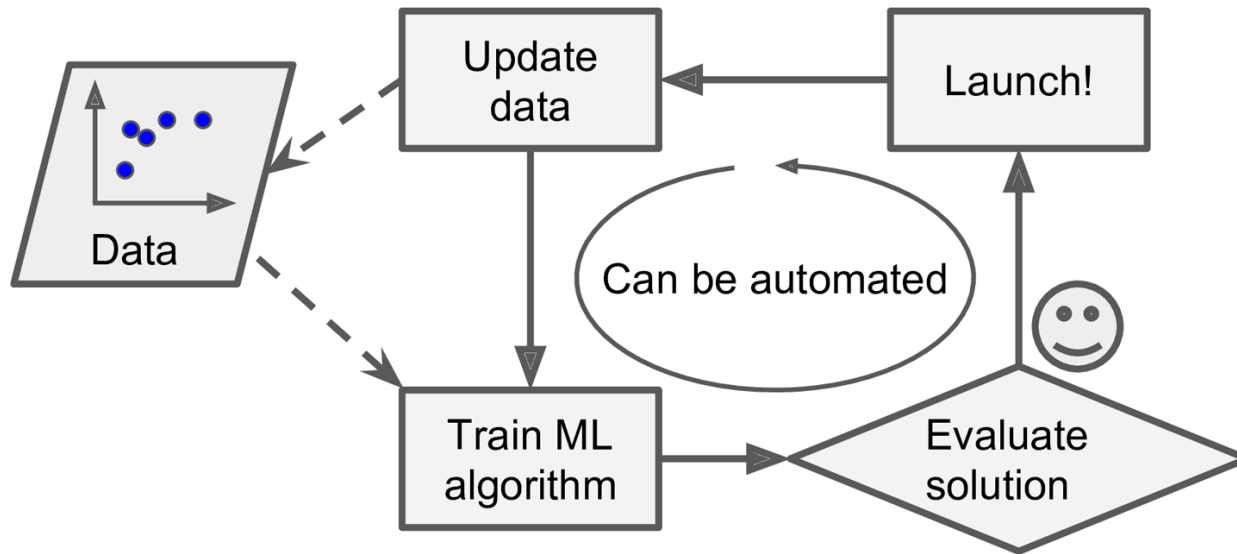 Update
data
Launch!
Data
Can be automated
Train ML
algorithm
Evaluate
solution